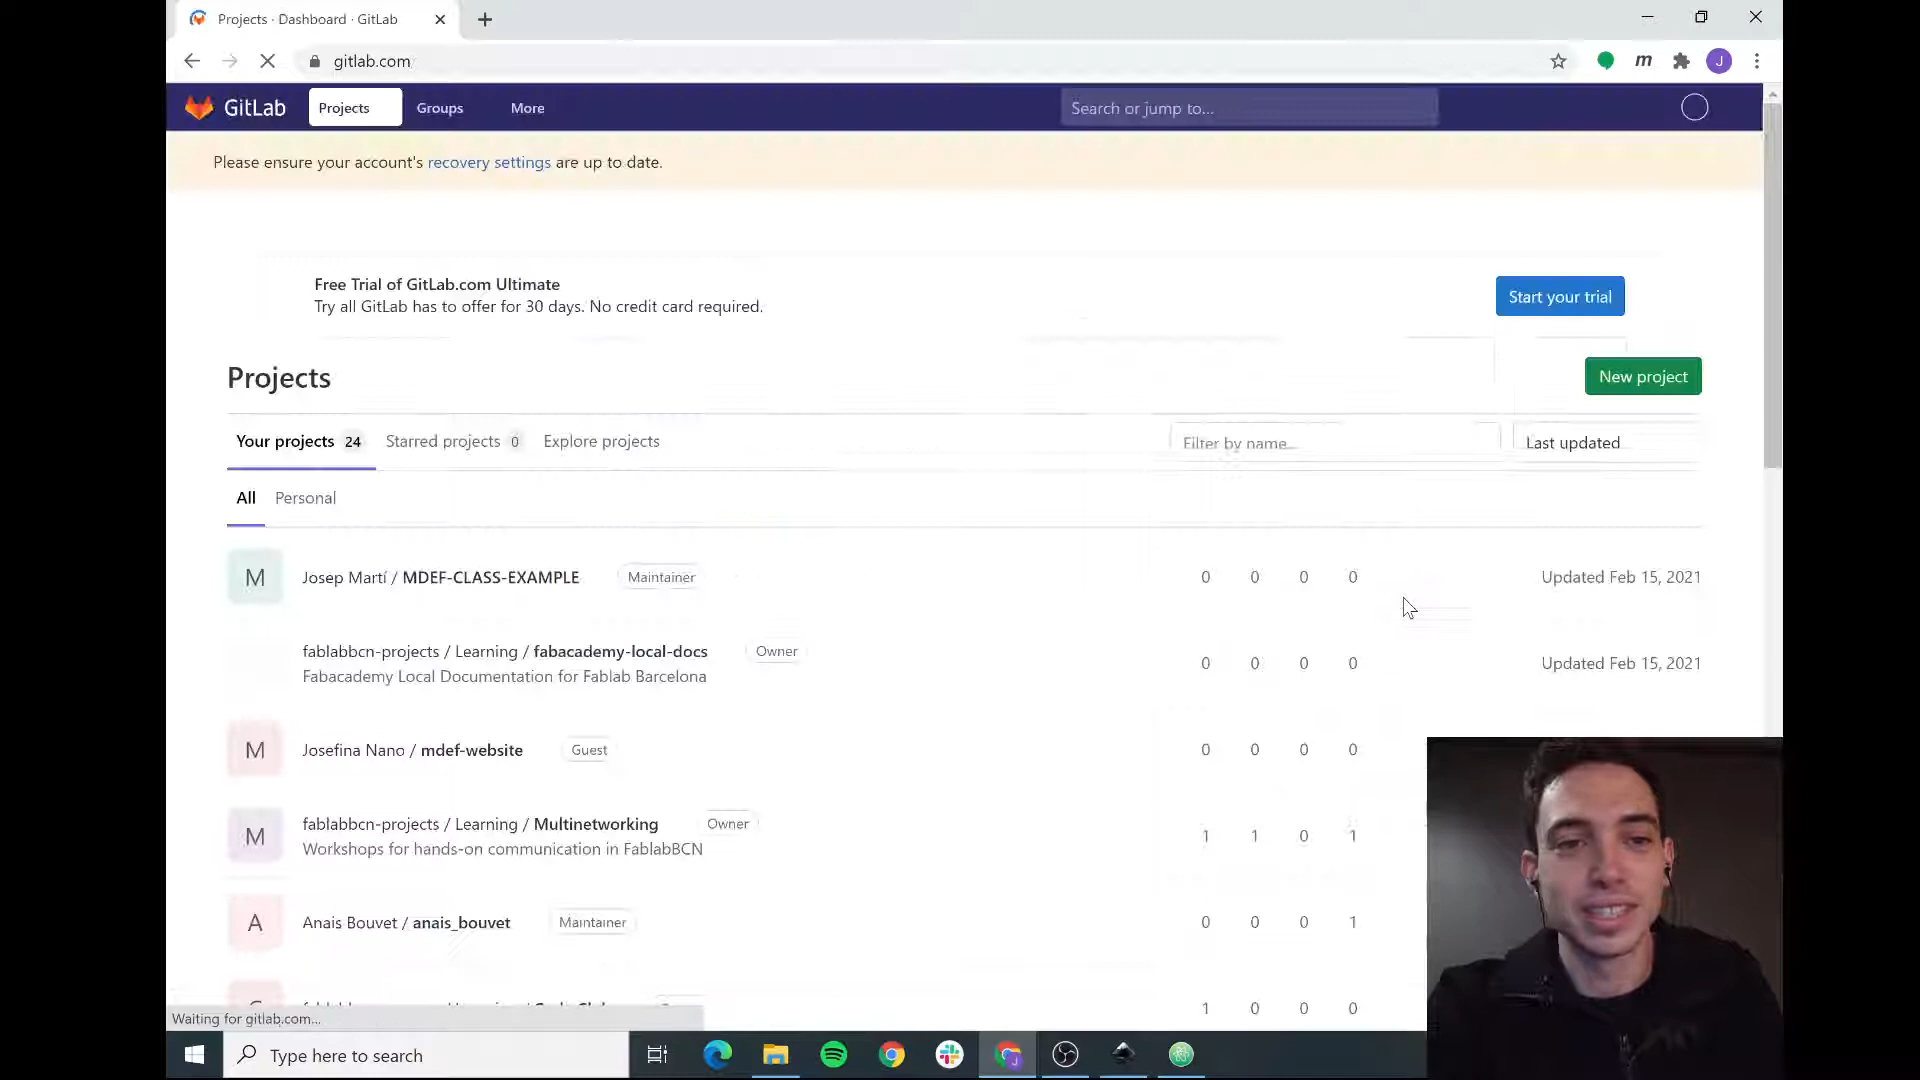 Projects · Dashboard · GitLab
gitlab.com
m
J
GitLab
Projects
Groups
More
Search or jump to...
Please ensure your account's recovery settings are up to date.
Free Trial of GitLab.com Ultimate
Try all GitLab has to offer for 30 days. No credit card required.
Start your trial
Projects
New project
Your projects 24
Starred projects 0
Explore projects
Filter by name...
Last updated
All
Personal
M
Josep Martí / MDEF-CLASS-EXAMPLE
Maintainer
0 0 0 0
Updated Feb 15, 2021
fablabbcn-projects / Learning / fabacademy-local-docs
Owner
Fabacademy Local Documentation for Fablab Barcelona
0 0 0 0
Updated Feb 15, 2021
M
Josefina Nano / mdef-website
Guest
0 0 0 0
M
fablabbcn-projects / Learning / Multinetworking
Owner
Workshops for hands-on communication in FablabBCN
1 1 0 1
A
Anais Bouvet / anais_bouvet
Maintainer
0 0 0 1
1 0 0 0
Waiting for gitlab.com...
Type here to search
J